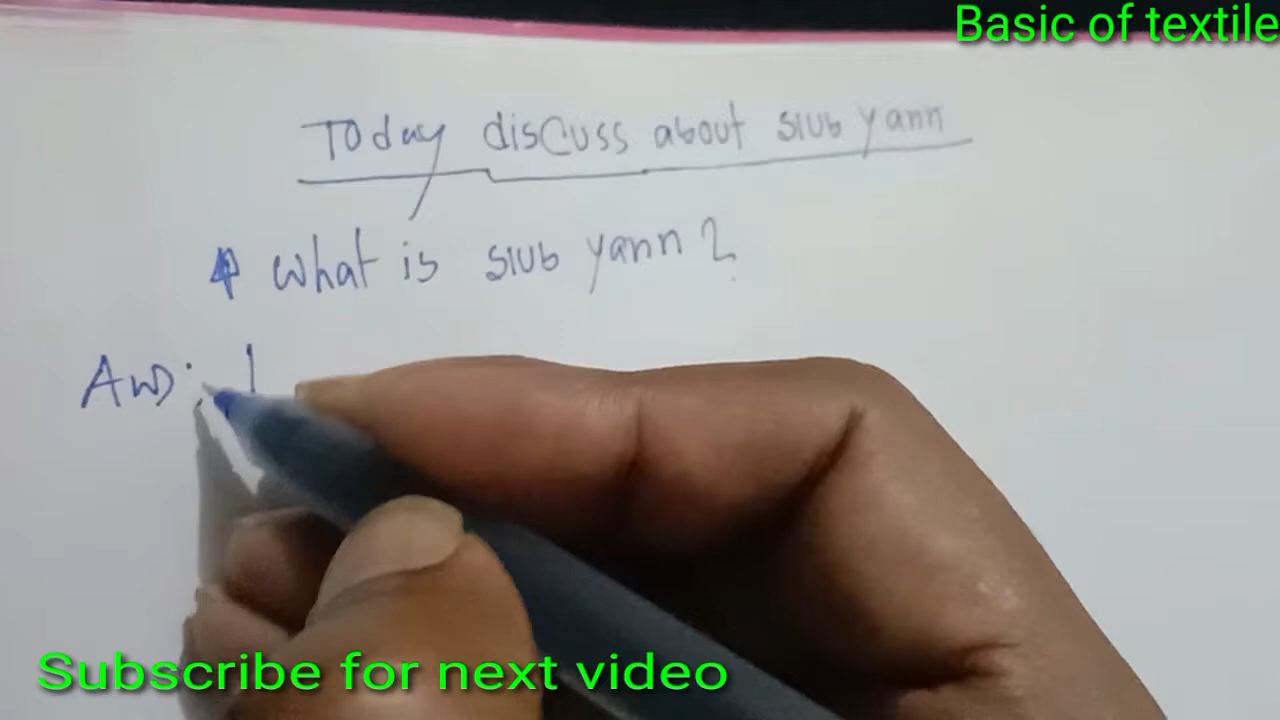 Basic of textile
Today discuss about slub yarn
What is slub yarn?
Ans:
Subscribe for next video